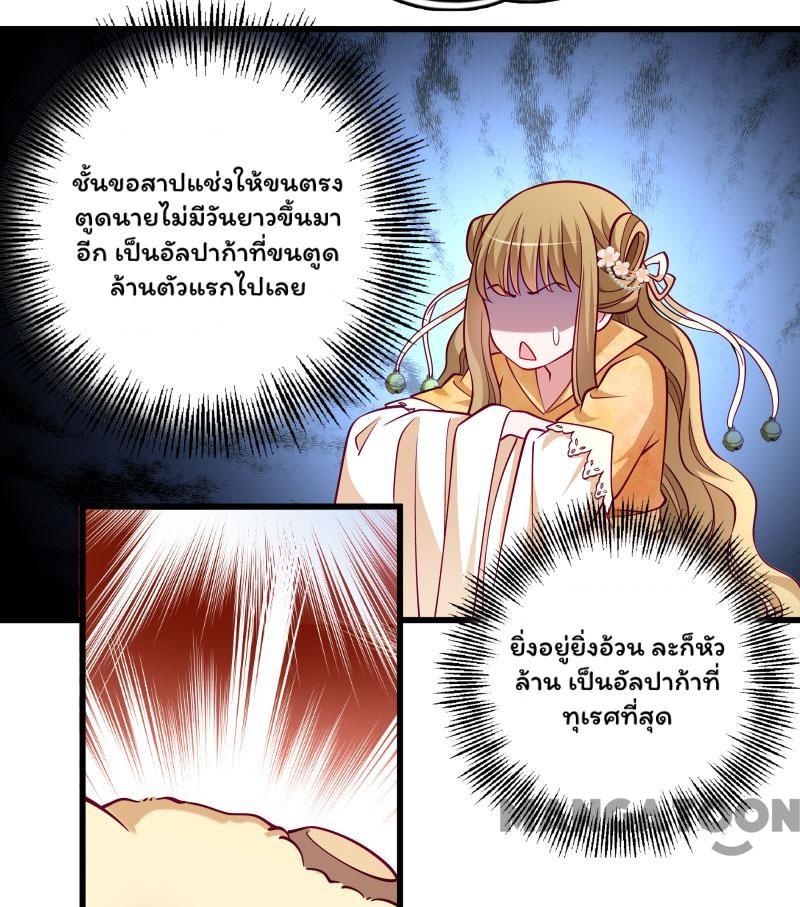 ชั้นขอสาปแช่งให้ขนตรง
ตูดนายไม่มีวันยาวขึ้นมา
อีก เป็นอัลปาก้าที่ขนตูด
ล้านตัวแรกไปเลย
ยิ่งอยู่ยิ่งอ้วน ละก็หัว
ล้าน เป็นอัลปาก้าที่
ทุเรศที่สุด
MANGATOON